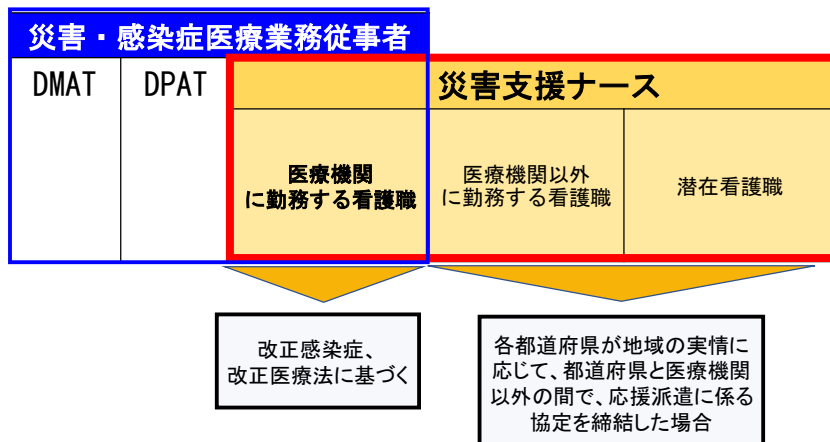 災害・感染症医療業務従事者
DMAT
DPAT
災害支援ナース
医療機関
に勤務する看護職
医療機関以外
に勤務する看護職
潜在看護職
改正感染症、
改正医療法に基づく
各都道府県が地域の実情に
応じて、都道府県と医療機関
以外の間で、応援派遣に係る
協定を締結した場合